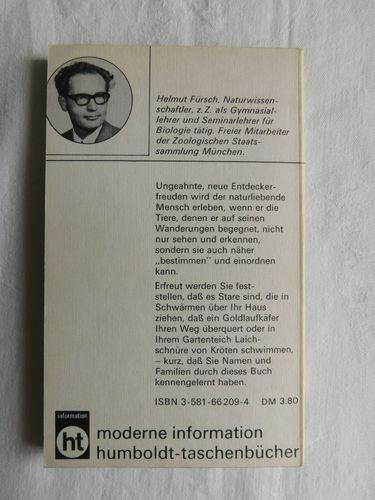 Helmut Fürsch, Naturwissen-
schaftler, z.Z. als Gymnasial-
lehrer und Seminarlehrer für
Biologie tätig. Freier Mitarbeiter
der Zoologischen Staats-
sammlung München.
Ungeahnte, neue Entdecker-
freuden wird der naturliebende
Mensch erleben, wenn er die
Tiere, denen er auf seinen
Wanderungen begegnet, nicht
nur sehen und erkennen,
sondern sie auch näher
„bestimmen" und einordnen
kann.
Erfreut werden Sie fest-
stellen, daß es Stare sind, die in
Schwärmen über Ihr Haus
ziehen, daß ein Goldlaufkäfer
Ihren Weg überquert oder in
Ihrem Gartenteich Laich-
schnüre von Kröten schwimmen,
– kurz, daß Sie Namen und
Familien durch dieses Buch
kennengelernt haben.
ISBN 3-581-66209-4 DM 3.80
information
ht
moderne information
humboldt-taschenbücher